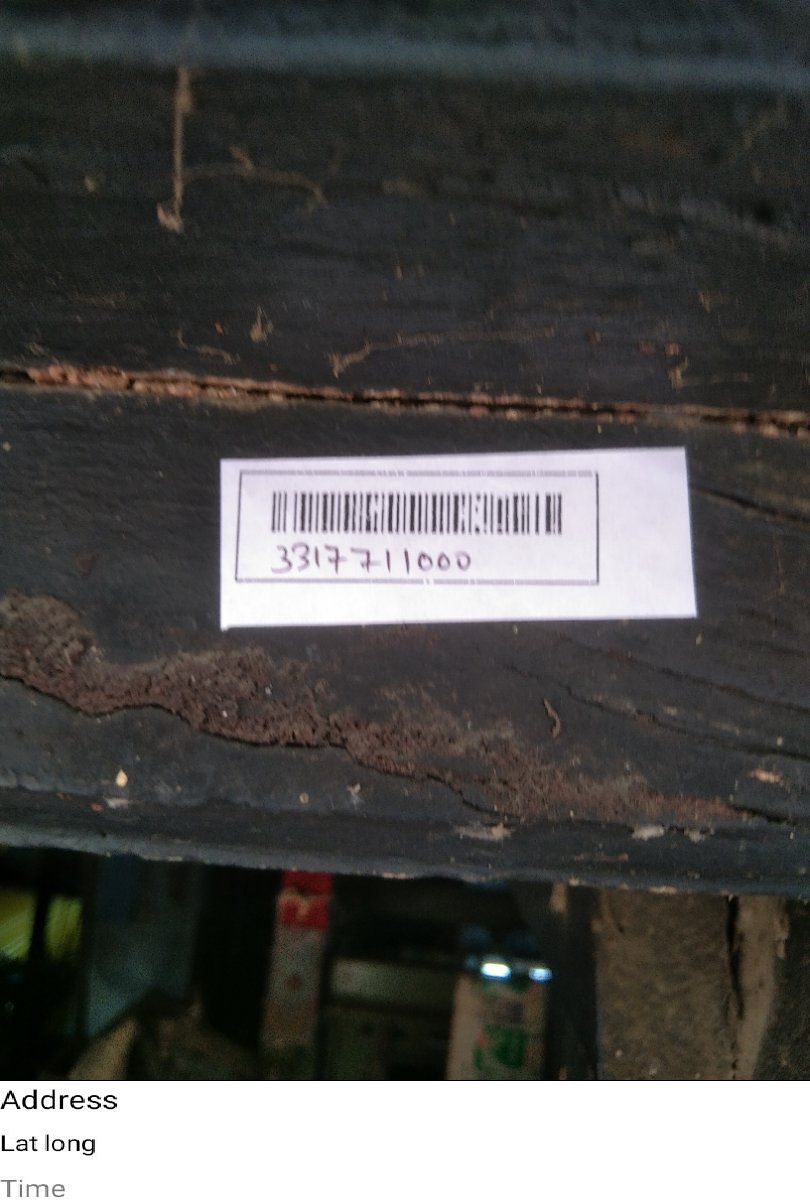 3317711000
Address
Lat long
Time